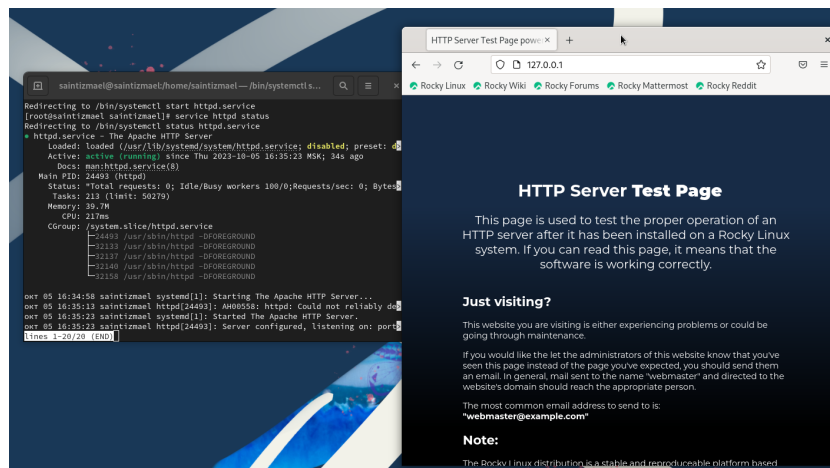 saintizmael@saintizmael:/home/saintizmael — /bin/systemctl s...
Redirecting to /bin/systemctl start httpd.service
[root@saintizmael saintizmael]# service httpd status
Redirecting to /bin/systemctl status httpd.service
● httpd.service - The Apache HTTP Server
Loaded: loaded (/usr/lib/systemd/system/httpd.service; disabled; preset: d>
Active: active (running) since Thu 2023-10-05 16:35:23 MSK; 34s ago
Docs: man:httpd.service(8)
Main PID: 24493 (httpd)
Status: "Total requests: 0; Idle/Busy workers 100/0;Requests/sec: 0; Bytes>
Tasks: 213 (limit: 50279)
Memory: 39.7M
CPU: 217ms
CGroup: /system.slice/httpd.service
├─24493 /usr/sbin/httpd -DFOREGROUND
├─32133 /usr/sbin/httpd -DFOREGROUND
├─32137 /usr/sbin/httpd -DFOREGROUND
├─32140 /usr/sbin/httpd -DFOREGROUND
└─32158 /usr/sbin/httpd -DFOREGROUND
окт 05 16:34:58 saintizmael systemd[1]: Starting The Apache HTTP Server...
окт 05 16:35:13 saintizmael httpd[24493]: AH00558: httpd: Could not reliably de>
окт 05 16:35:23 saintizmael systemd[1]: Started The Apache HTTP Server.
окт 05 16:35:23 saintizmael httpd[24493]: Server configured, listening on: port>
lines 1-20/20 (END)
HTTP Server Test Page powe
127.0.0.1
Rocky Linux Rocky Wiki Rocky Forums Rocky Mattermost Rocky Reddit
HTTP Server Test Page
This page is used to test the proper operation of an
HTTP server after it has been installed on a Rocky Linux
system. If you can read this page, it means that the
software is working correctly.
Just visiting?
This website you are visiting is either experiencing problems or could be
going through maintenance.
If you would like the let the administrators of this website know that you've
seen this page instead of the page you've expected, you should send them
an email. In general, mail sent to the name "webmaster" and directed to the
website's domain should reach the appropriate person.
The most common email address to send to is:
"webmaster@example.com"
Note:
The Rocky Linux distribution is a stable and reproduceable platform based